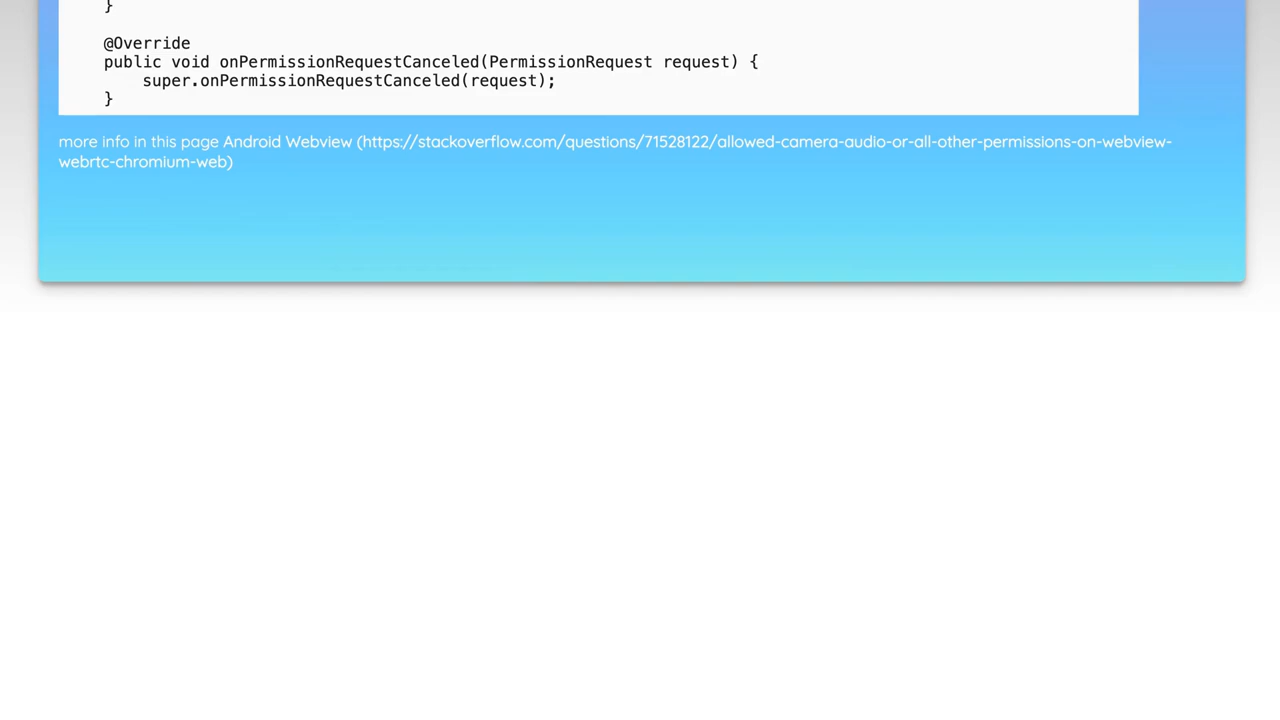 }
@Override
public void onPermissionRequestCanceled(PermissionRequest request) {
super.onPermissionRequestCanceled(request);
}
more info in this page Android Webview (https://stackoverflow.com/questions/71528122/allowed-camera-audio-or-all-other-permissions-on-webview-
webrtc-chromium-web)